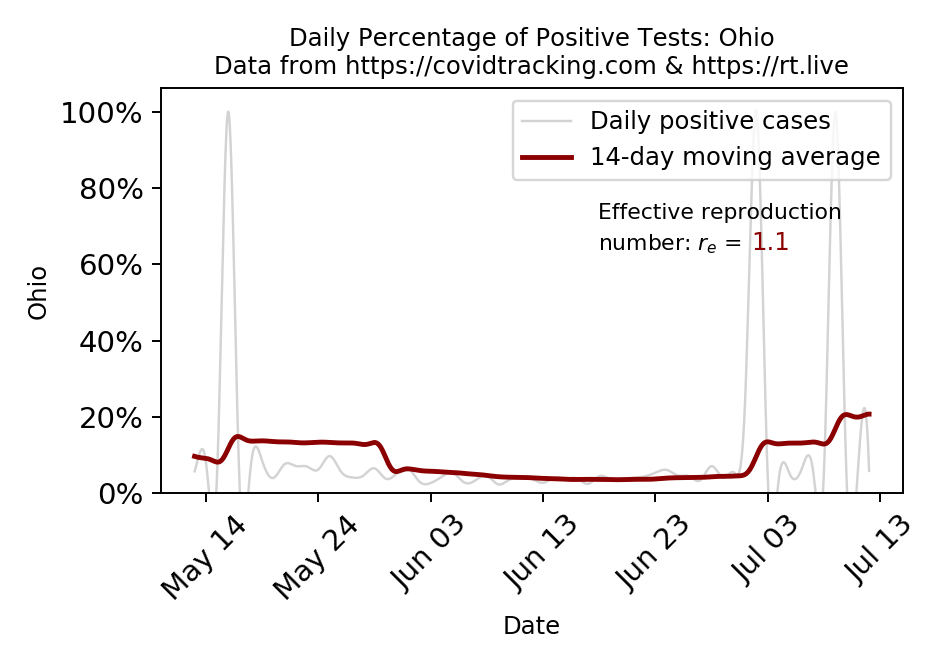 Daily Percentage of Positive Tests: Ohio
Data from https://covidtracking.com & https://rt.live
100%
80%
60%
40%
20%
0%
Ohio
Daily positive cases
14-day moving average
Effective reproduction
number: rₑ = 1.1
May 14
May 24
Jun 03
Jun 13
Jun 23
Jul 03
Jul 13
Date